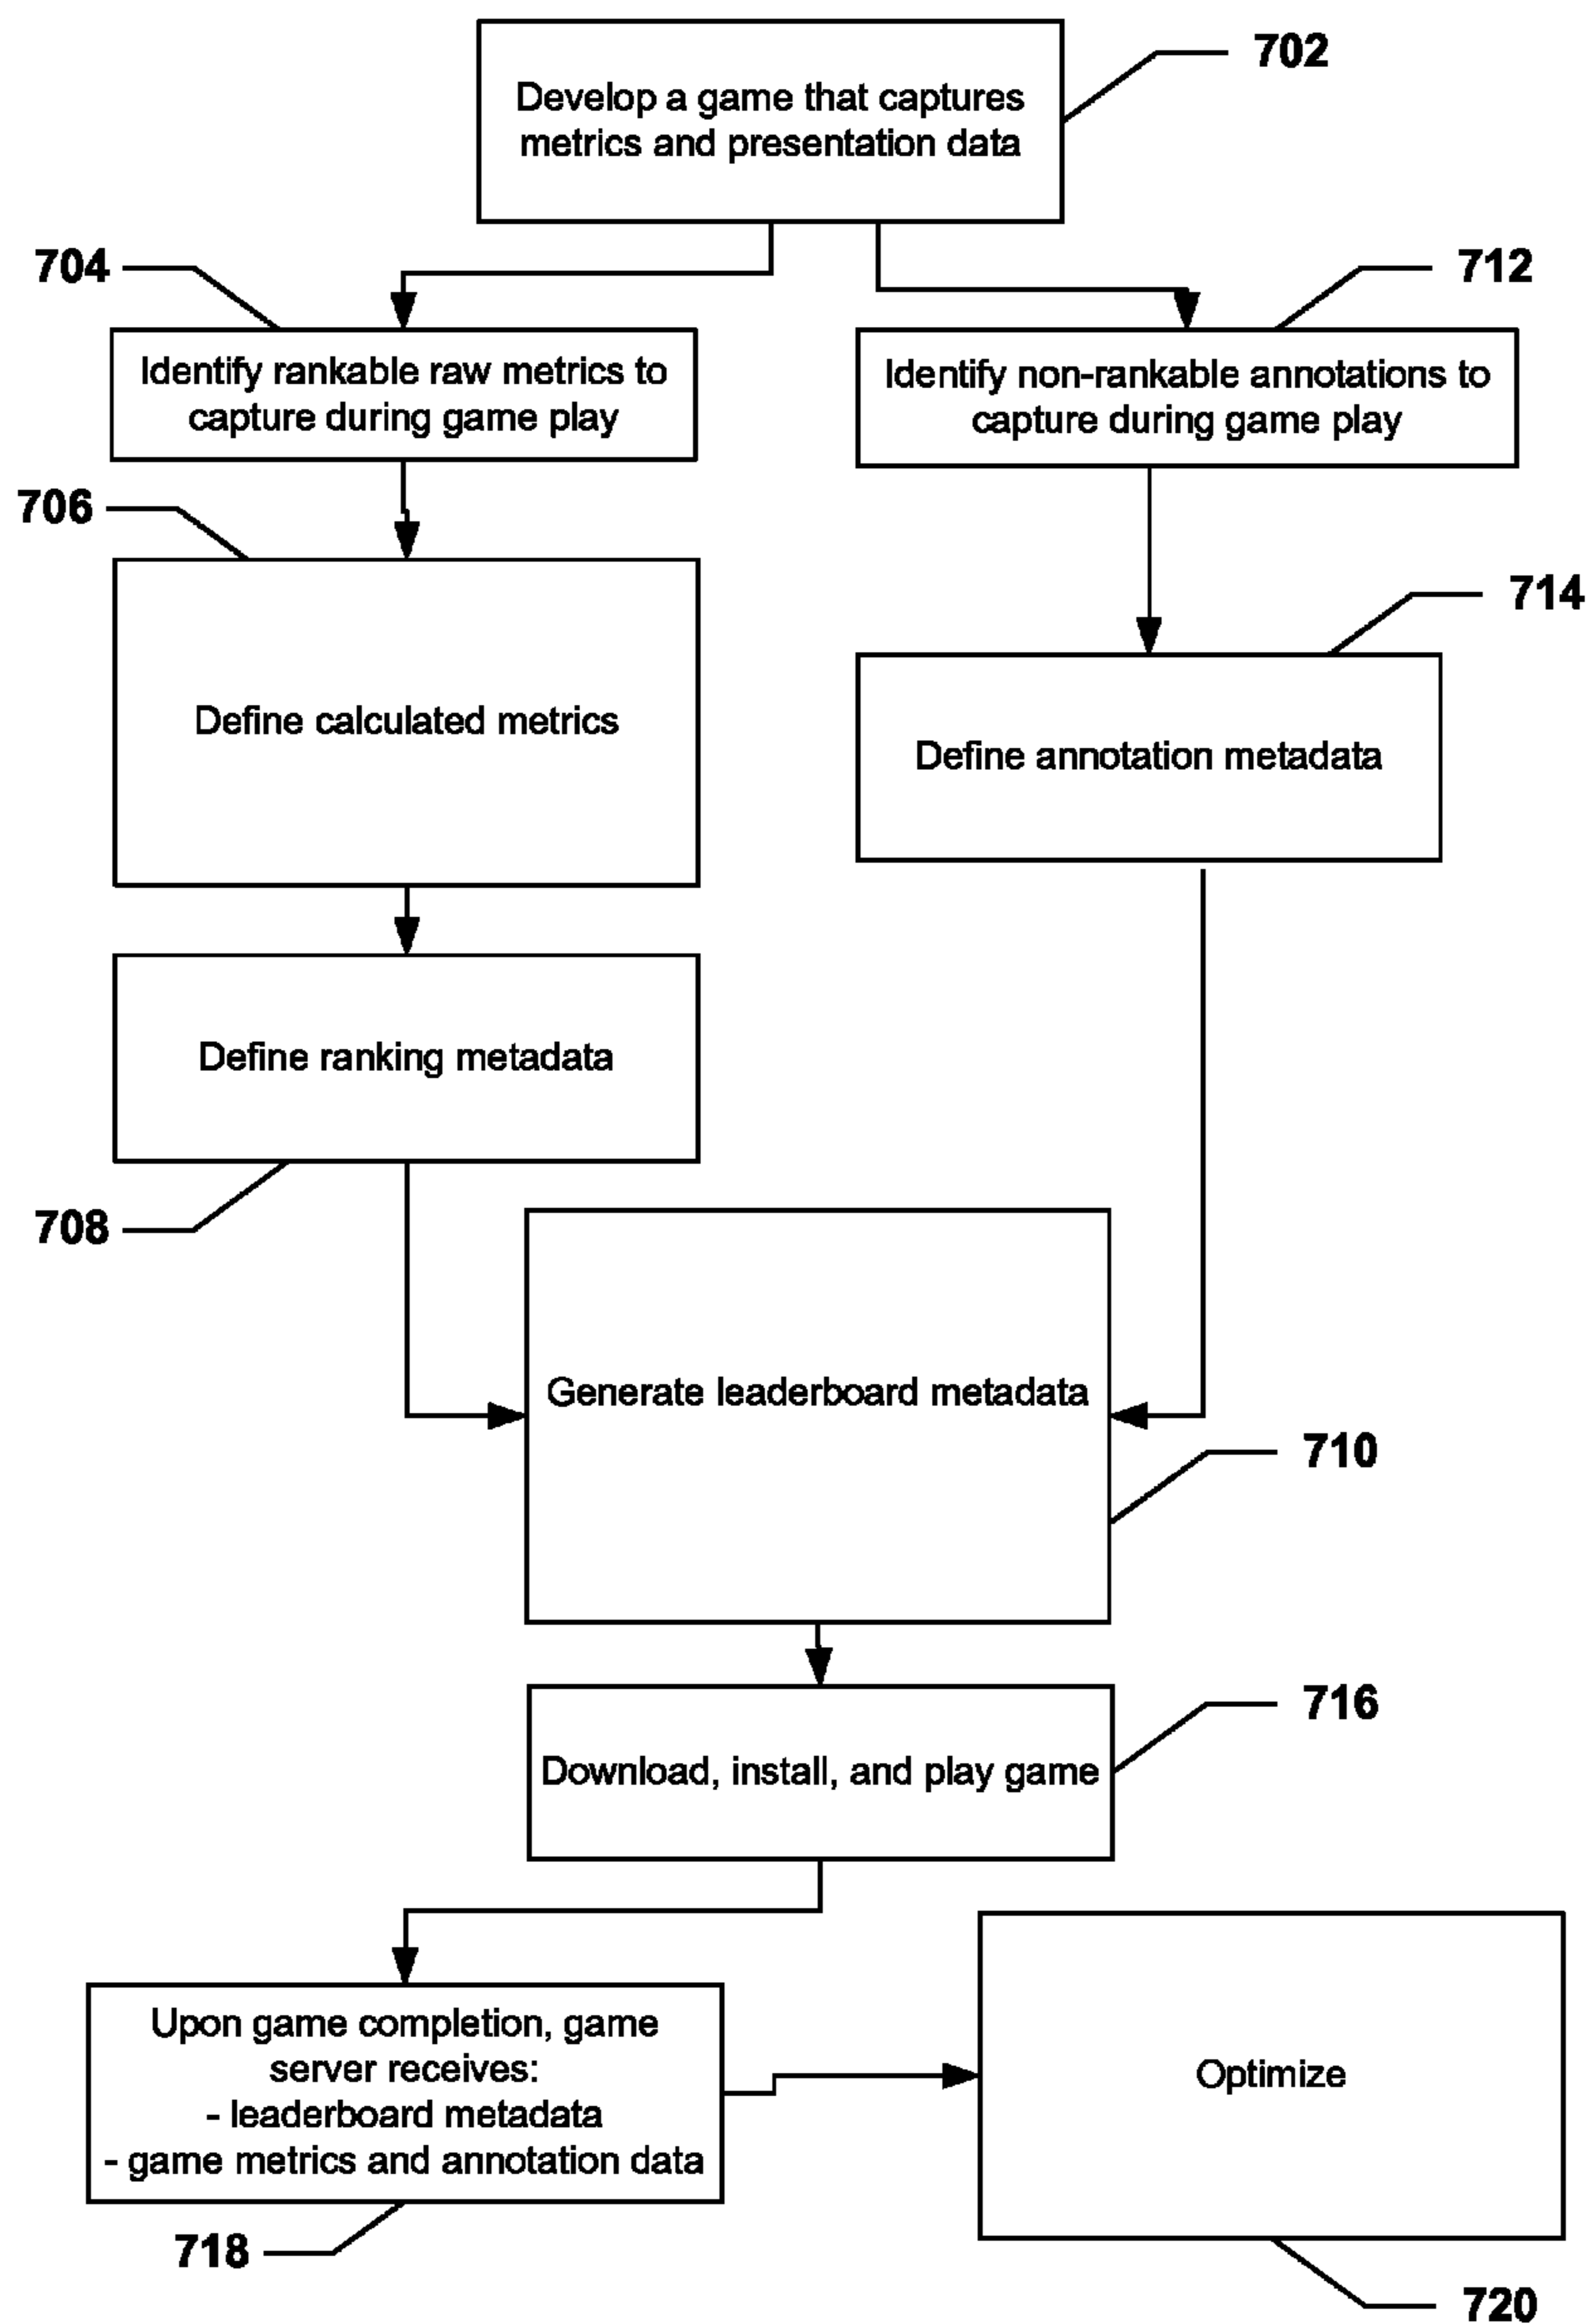 702
Develop a game that captures
metrics and presentation data
704
712
Identify rankable raw metrics to
capture during game play
Identify non-rankable annotations to
capture during game play
706
714
Define calculated metrics
Define annotation metadata
Define ranking metadata
708
Generate leaderboard metadata
710
716
Download, install, and play game
Upon game completion, game
server receives:
- leaderboard metadata
- game metrics and annotation data
Optimize
718
720